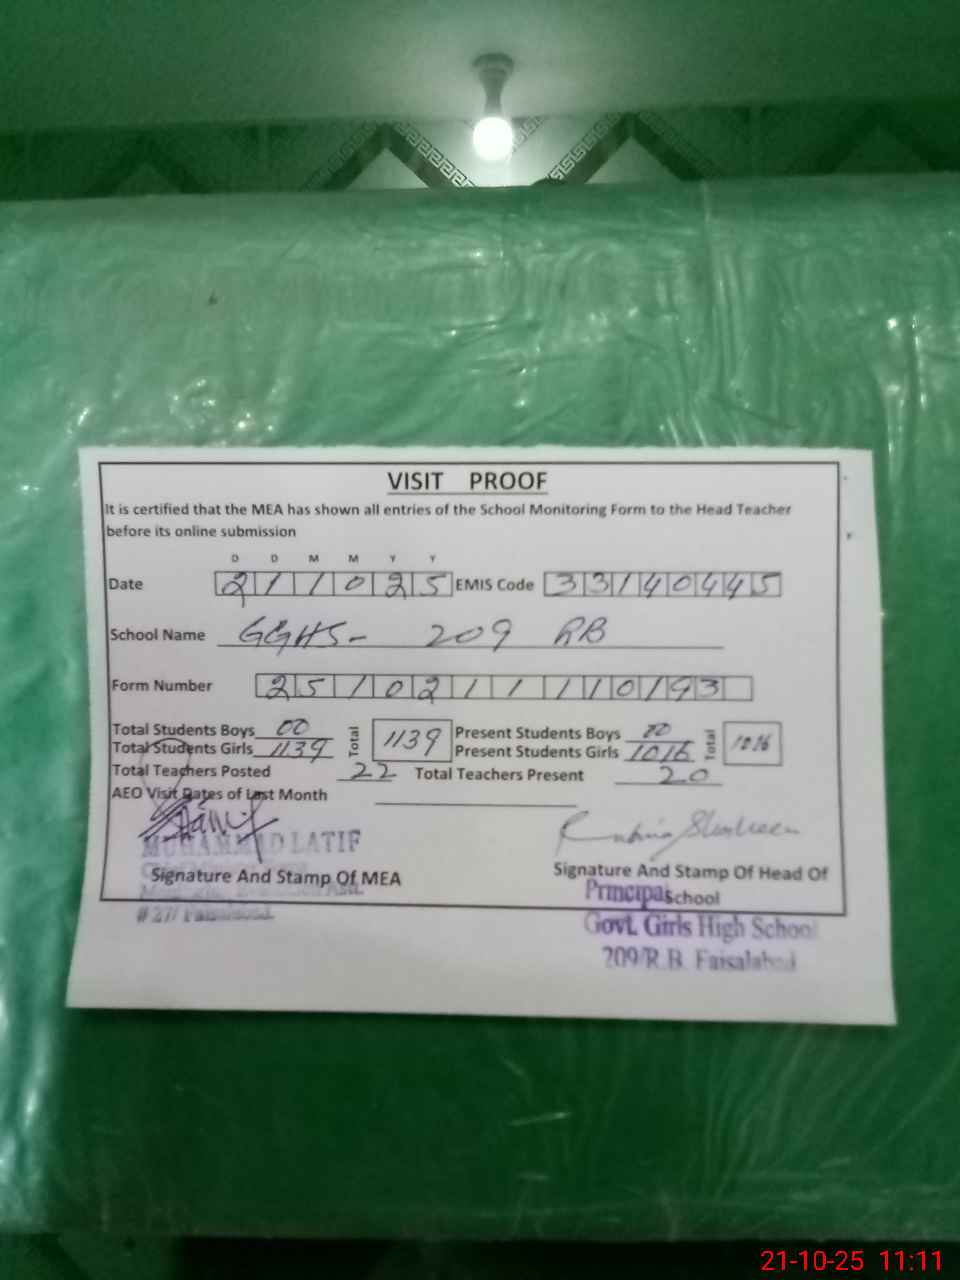 VISIT PROOF
It is certified that the MEA has shown all entries of the School Monitoring Form to the Head Teacher
before its online submission
D D M M Y Y
Date 2 1 1 0 2 5 EMIS Code 3 3 1 4 0 4 4 5
School Name GGHS- 209 RB
Form Number 2 5 1 0 2 1 1 1 1 0 1 9 3
Total Students Boys 00 Total 1139 Present Students Boys 00 Total 1016
Total Students Girls 1139 Present Students Girls 1016
Total Teachers Posted 22 Total Teachers Present 20
AEO Visit Dates of Last Month
MUHAMMAD LATIF
Signature And Stamp Of MEA Signature And Stamp Of Head Of
School
Principal
Govt. Girls High School
# 27/ Faisalabad
209/R.B. Faisalabad
21-10-25 11:11